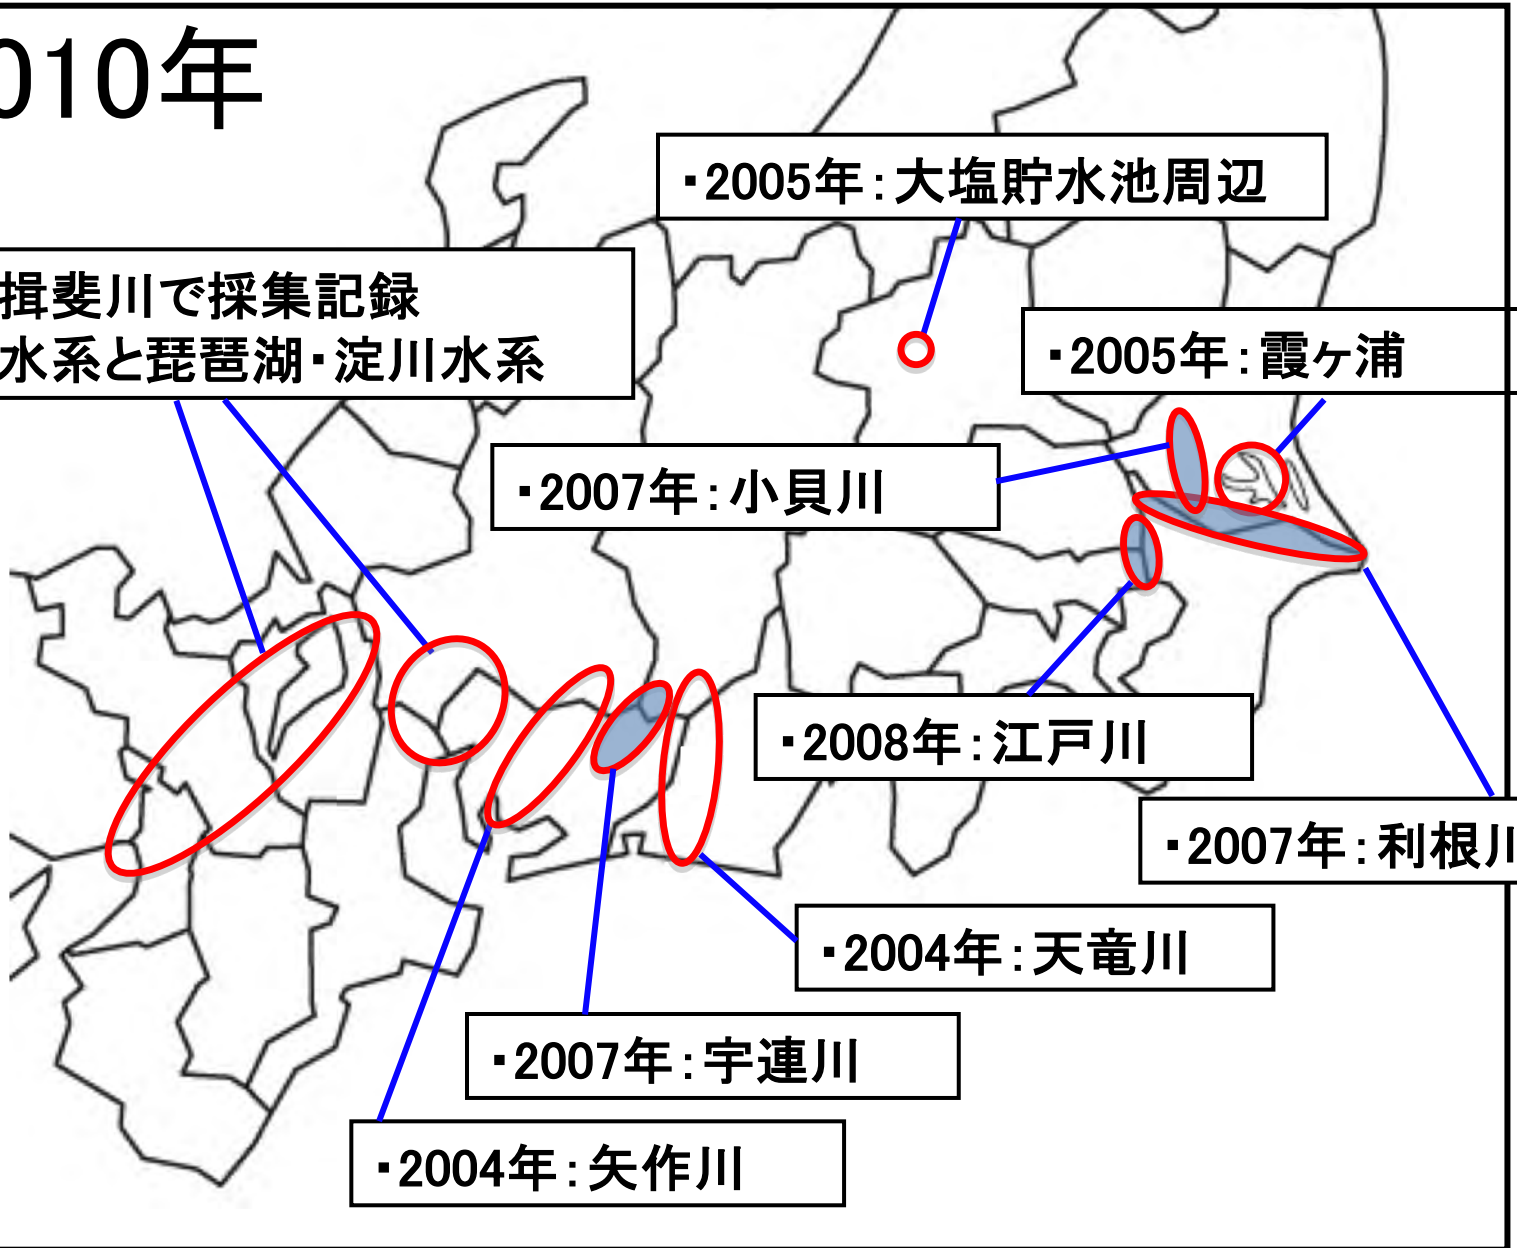 010年
・2005年：大塩貯水池周辺
揖斐川で採集記録
水系と琵琶湖・淀川水系
・2005年：霞ヶ浦
・2007年：小貝川
・2008年：江戸川
・2007年：利根川
・2004年：天竜川
・2007年：宇連川
・2004年：矢作川